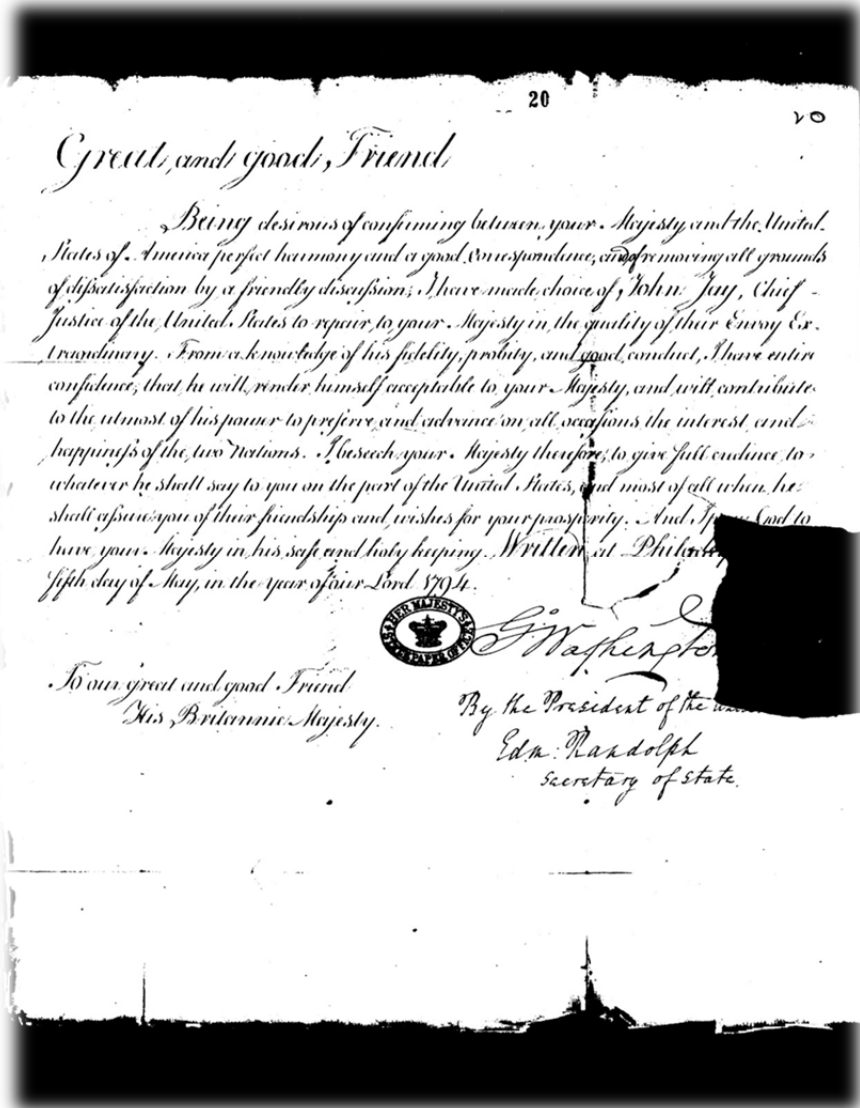 20
20
Great and good Friend
Being desirous of confirming between your Majesty and the United
States of America perfect harmony and a good correspondence, and of removing all grounds
of dissatisfaction by a friendly discussion; I have made choice of John Jay, Chief
Justice of the United States to repair to your Majesty in the quality of their Envoy Ex-
traordinary. From a knowledge of his fidelity, probity, and good conduct, I have entire
confidence, that he will render himself acceptable to your Majesty, and will contribute
to the utmost of his power to preserve and advance on all occasions the interest and
happiness of the two Nations. I beseech your Majesty therefore, to give full credence to
whatever he shall say to you on the part of the United States, and most of all when he
shall assure you of their friendship and wishes for your prosperity. And I pray God to
have your Majesty in his safe and holy keeping. Written at
fifth day of May, in the year of our Lord 1794.
HER MAJESTY'S STATE PAPER OFFICE
G. Washington
To our great and good Friend
His Britannic Majesty.
By the President of the
Edm: Randolph
Secretary of State.